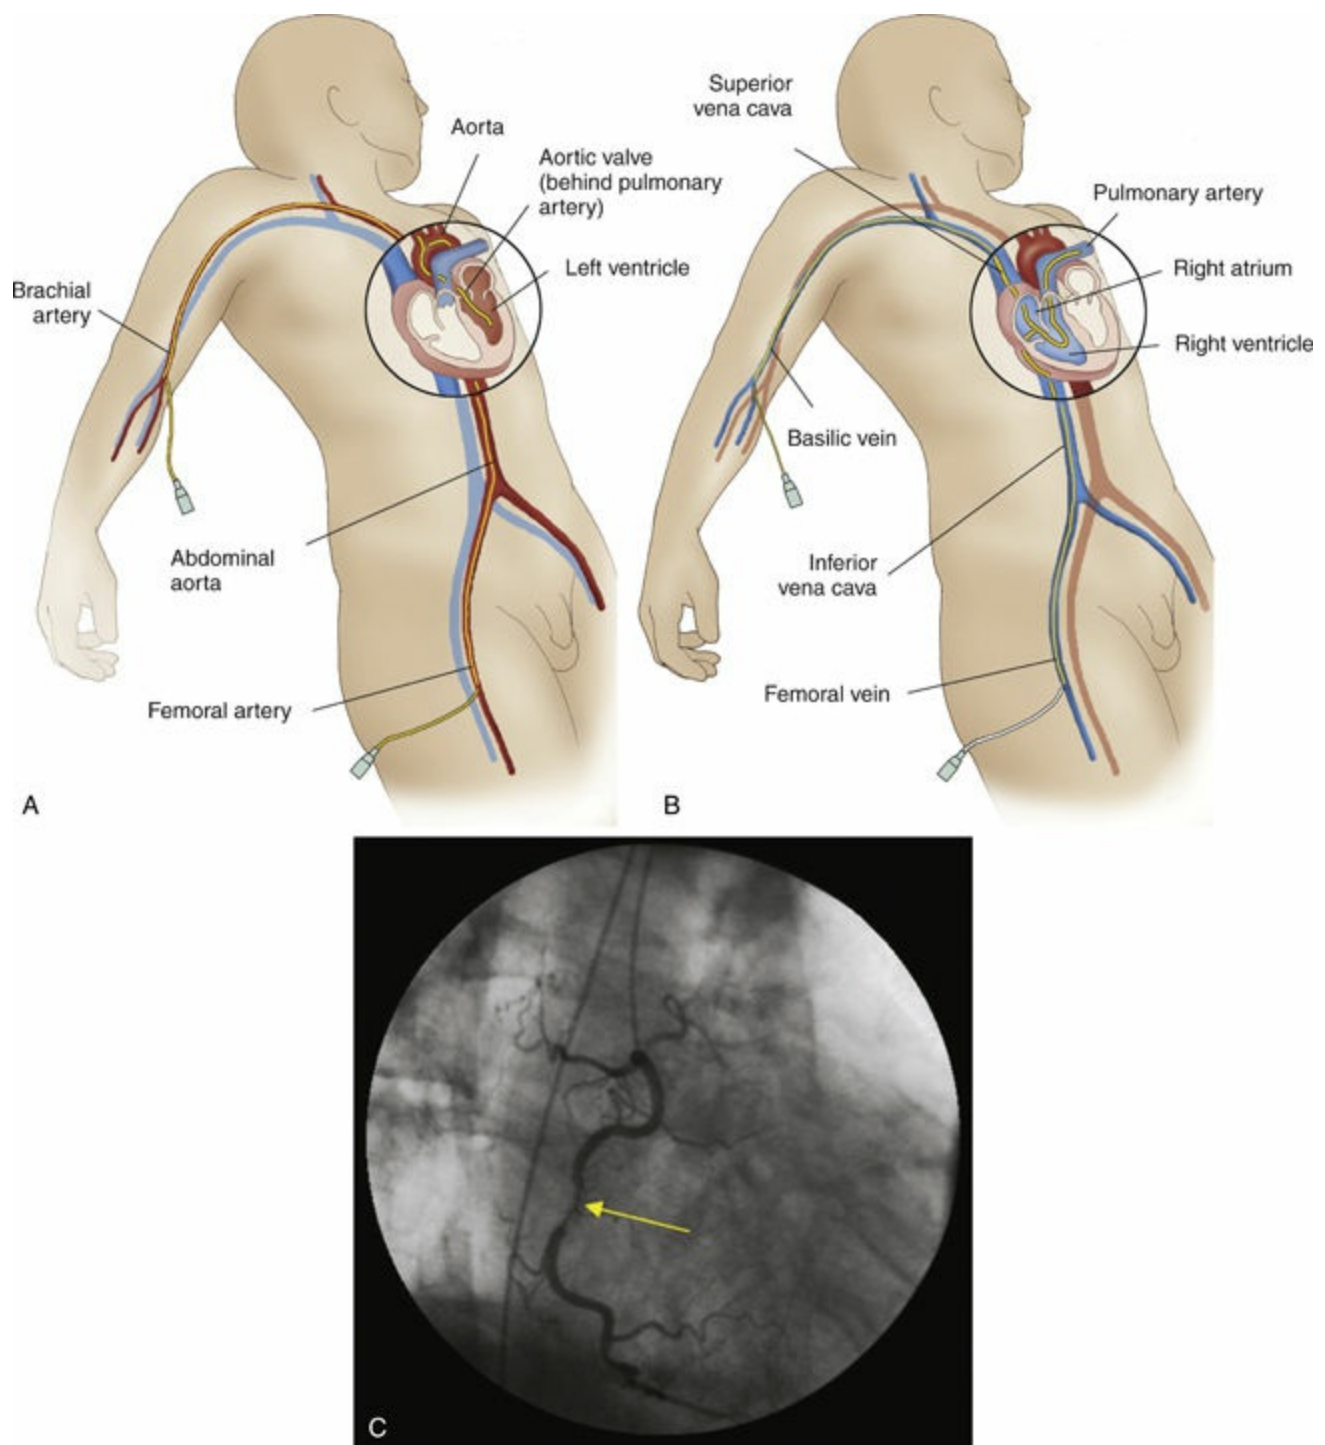 Aorta
Aortic valve
(behind pulmonary
artery)
Left ventricle
Brachial
artery
Abdominal
aorta
Femoral artery
A
Superior
vena cava
Pulmonary artery
Right atrium
Right ventricle
Basilic vein
Inferior
vena cava
Femoral vein
B
C